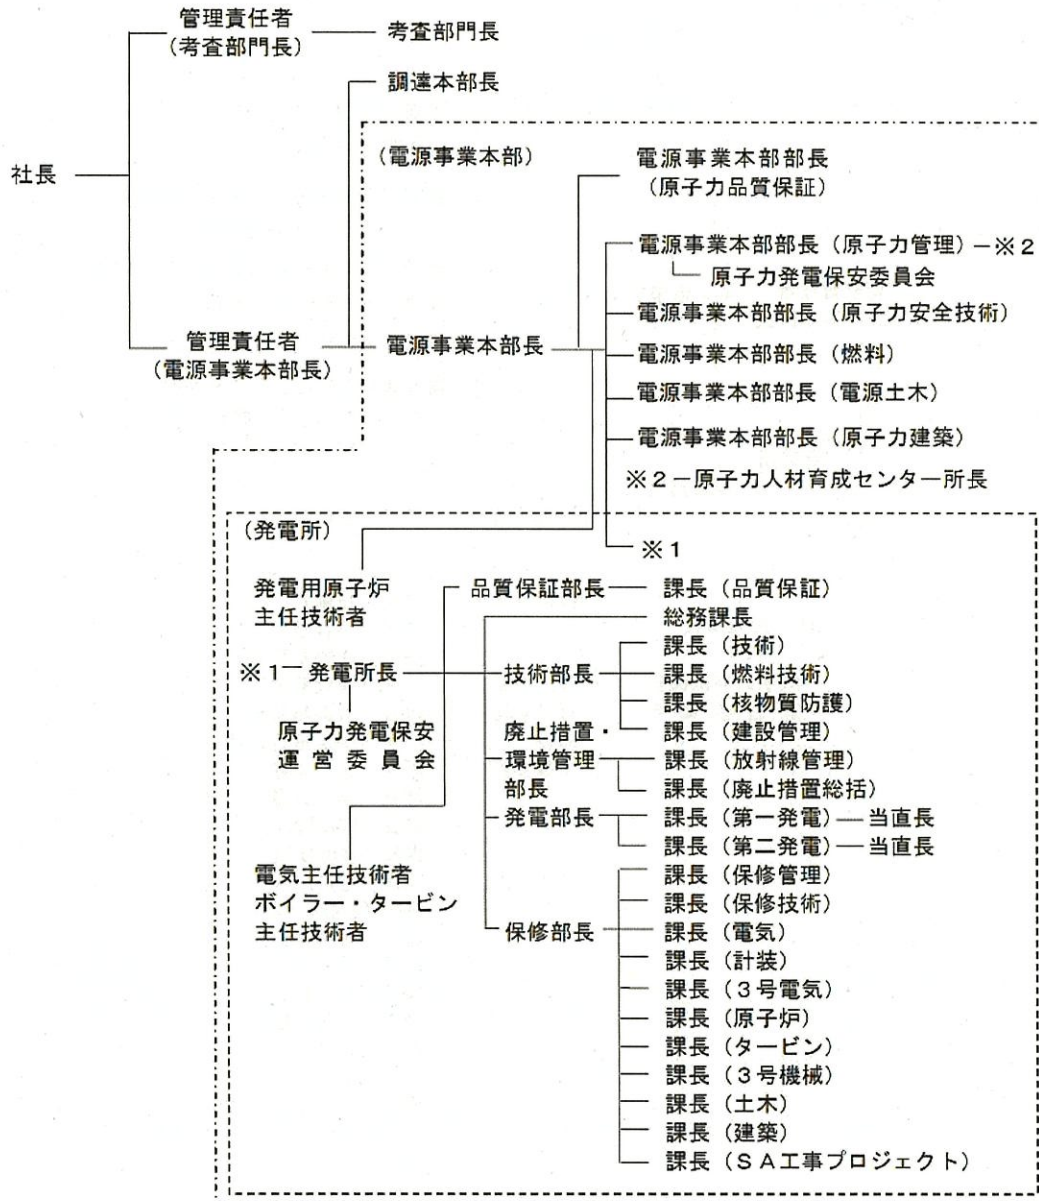 管理責任者
(考査部門長)
考査部門長
調達本部長
社長
(電源事業本部)
電源事業本部部長
(原子力品質保証)
電源事業本部部長(原子力管理)-※2
原子力発電保安委員会
電源事業本部部長(原子力安全技術)
管理責任者
(電源事業本部長)
電源事業本部長
電源事業本部部長(燃料)
電源事業本部部長(電源土木)
電源事業本部部長(原子力建築)
※2-原子力人材育成センター所長
(発電所)
※1
発電用原子炉
主任技術者
品質保証部長
課長(品質保証)
総務課長
※1
発電所長
技術部長
課長(技術)
課長(燃料技術)
課長(核物質防護)
課長(建設管理)
原子力発電保安
運営委員会
廃止措置・
環境管理
部長
課長(放射線管理)
課長(廃止措置総括)
発電部長
課長(第一発電)
当直長
課長(第二発電)
当直長
電気主任技術者
ボイラー・タービン
主任技術者
保修部長
課長(保修管理)
課長(保修技術)
課長(電気)
課長(計装)
課長(3号電気)
課長(原子炉)
課長(タービン)
課長(3号機械)
課長(土木)
課長(建築)
課長(SA工事プロジェクト)